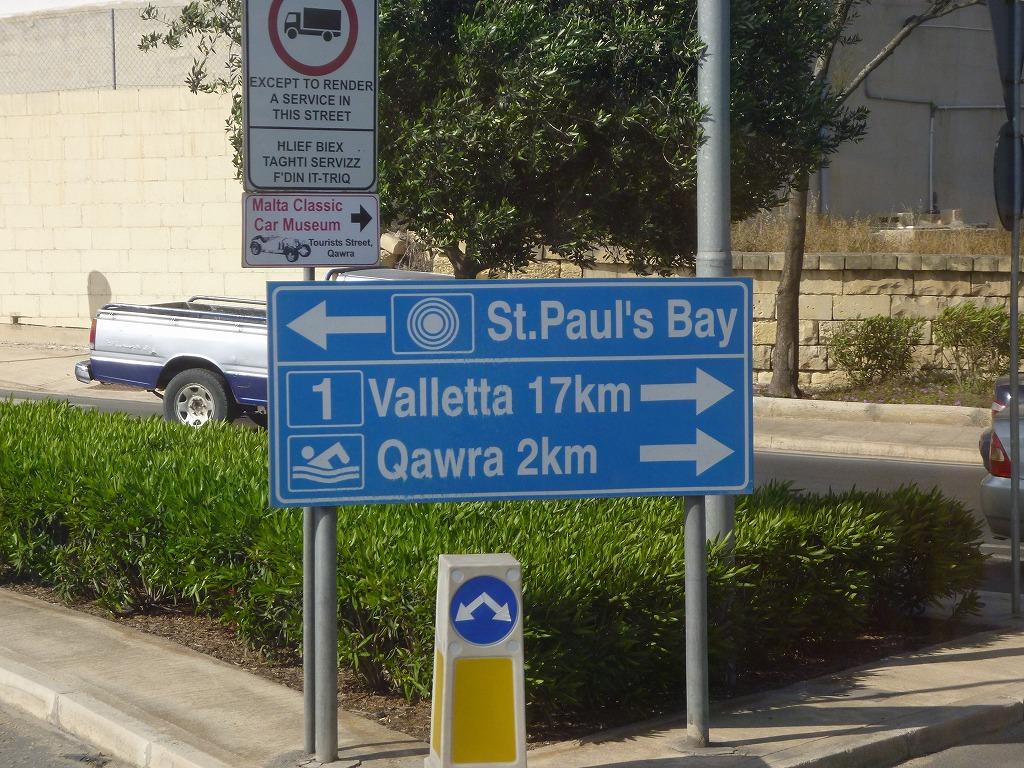 EXCEPT TO RENDER
A SERVICE IN
THIS STREET
HLIEF BIEX
TAGHTI SERVIZZ
F'DIN IT-TRIQ
Malta Classic
Car Museum
Tourists Street,
Qawra
St.Paul's Bay
1 Valletta 17km
Qawra 2km